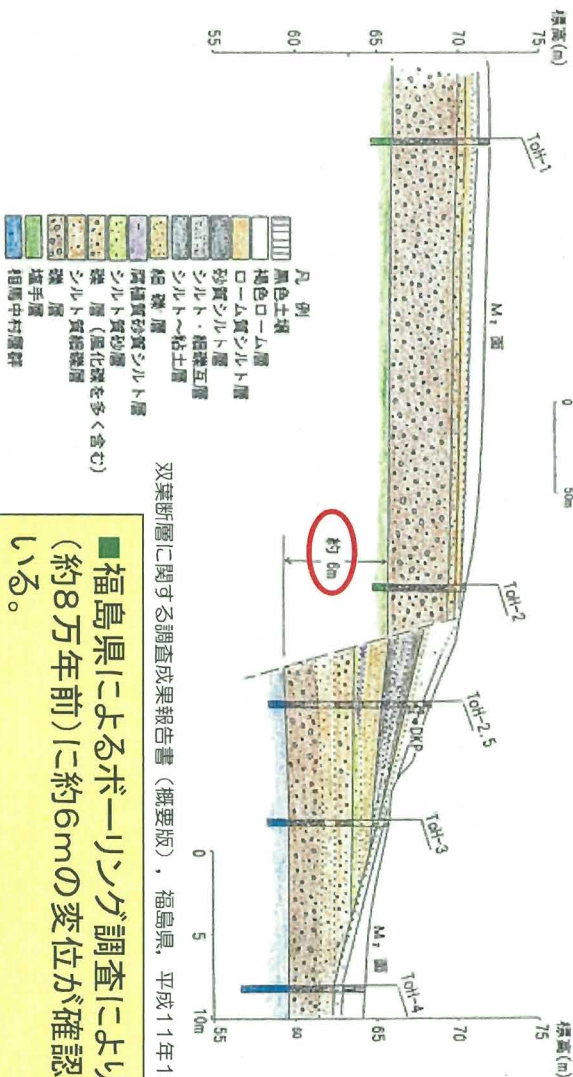 標高(m)
75
70
65
55
ToH-1
M₂ 面
0
50m
ToH-2
ToH-2.5
DKP
ToH-3
M₂ 面
ToH-4
標高(m)
75
70
65
60
55
約 6m
0
5
10m
凡 例
黒色土壌
褐色ローム層
ローム質シルト層
砂質シルト層
シルト・細礫互層
シルト〜粘土層
細 礫 層
腐植質砂質シルト層
シルト質砂層
礫 層 (風化礫を多く含む)
シルト質細礫層
礫 層
塩手層
相馬中村層群
双葉断層に関する調査成果報告書（概要版），福島県，平成11年1
■福島県によるボーリング調査により
（約8万年前）に約6mの変位が確認
いる。